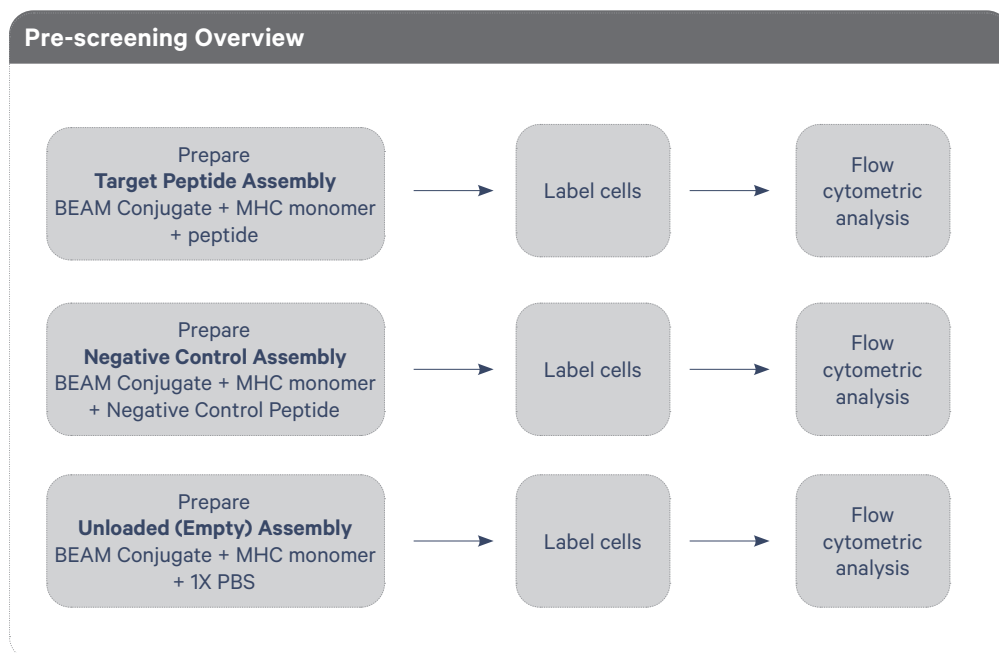 Pre-screening Overview
Prepare
Target Peptide Assembly
BEAM Conjugate + MHC monomer
+ peptide
Label cells
Flow
cytometric
analysis
Prepare
Negative Control Assembly
BEAM Conjugate + MHC monomer
+ Negative Control Peptide
Label cells
Flow
cytometric
analysis
Prepare
Unloaded (Empty) Assembly
BEAM Conjugate + MHC monomer
+ 1X PBS
Label cells
Flow
cytometric
analysis